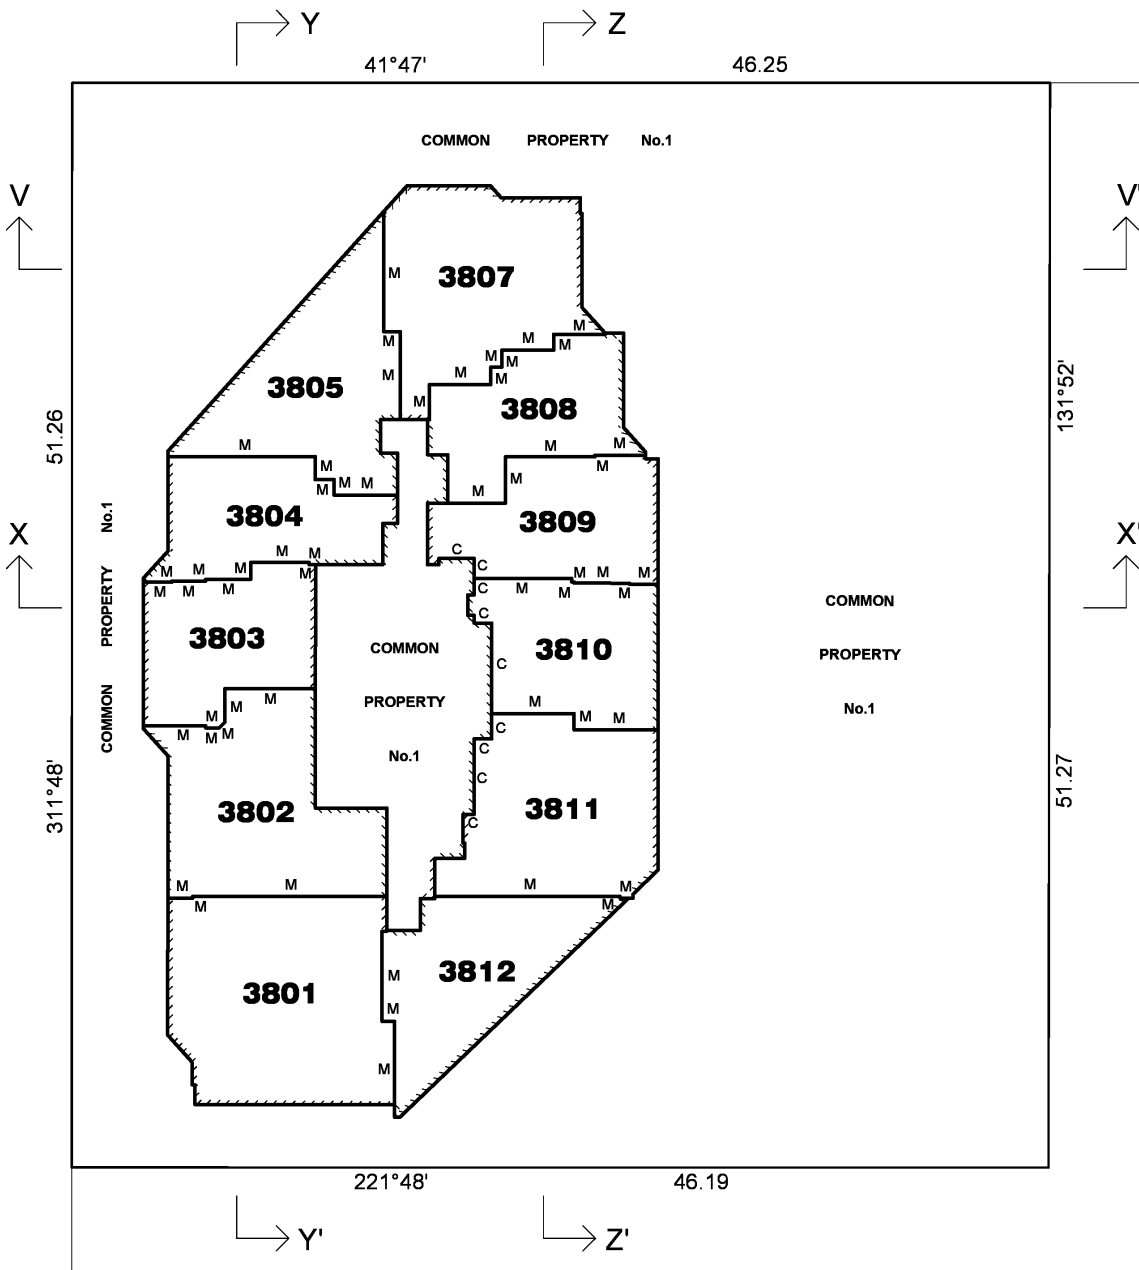 Y
Z
41°47'
46.25
COMMON PROPERTY No.1
V
V'
M
3807
M
M
M
M
M
131°52'
M
M
M
M
3805
M
3808
51.26
M
M
M
M
M
M
M
M
M
M
3804
3809
COMMON PROPERTY No.1
X
X'
M
M
C
M
M
M
M
C
M
M
M
M
M
M
C
M
M
M
M
COMMON
C
3803
COMMON
3810
PROPERTY
C
M
M
PROPERTY
M
No.1
M
M
M
M
M
M
C
No.1
C
311°48'
C
51.27
3802
3811
C
M
M
M
M
M
M
3812
M
3801
M
M
221°48'
46.19
Y'
Z'